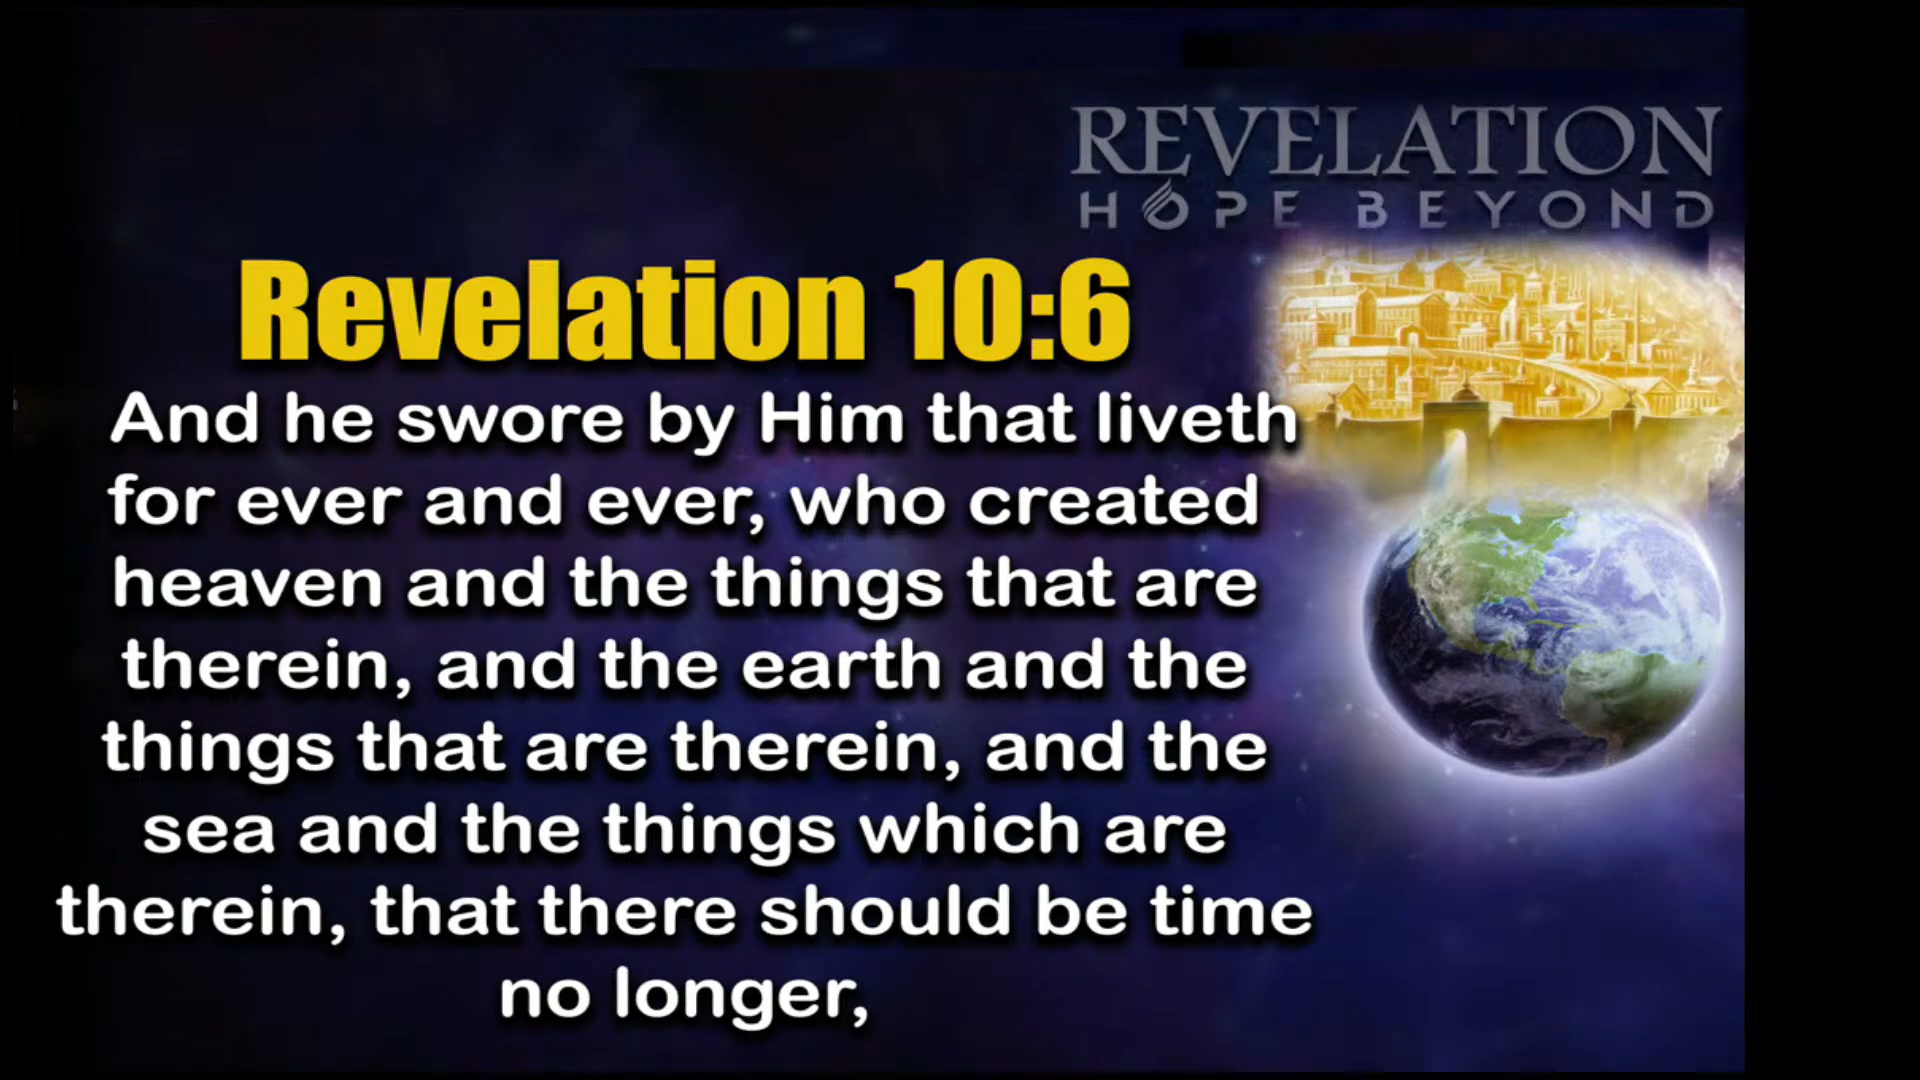 REVELATION
HOPE BEYOND
Revelation 10:6
And he swore by Him that liveth
for ever and ever, who created
heaven and the things that are
therein, and the earth and the
things that are therein, and the
sea and the things which are
therein, that there should be time
no longer,